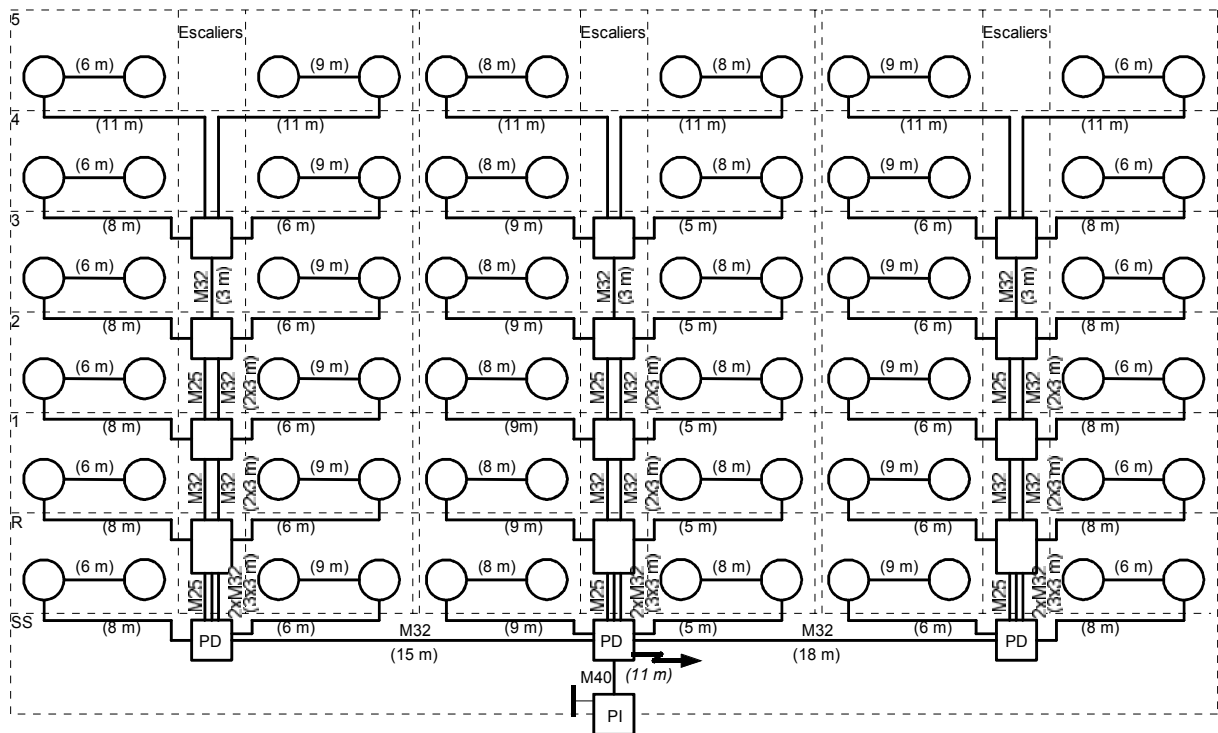 5
Escaliers Escaliers Escaliers
(6 m) (9 m) (8 m) (8 m) (9 m) (6 m)
4
(11 m) (11 m) (11 m) (11 m) (11 m) (11 m)
(6 m) (9 m) (8 m) (8 m) (9 m) (6 m)
3
(8 m) (6 m) (9 m) (5 m) (6 m) (8 m)
M32 (3 m) M32 (3 m) M32 (3 m)
(6 m) (9 m) (8 m) (8 m) (9 m) (6 m)
2
(8 m) (6 m) (9 m) (5 m) (6 m) (8 m)
M25 M32 (2x3 m) M25 M32 (2x3 m) M25 M32 (2x3 m)
(6 m) (9 m) (8 m) (8 m) (9 m) (6 m)
1
(8 m) (6 m) (9m) (5 m) (6 m) (8 m)
M32 M32 (2x3 m) M32 M32 (2x3 m) M32 M32 (2x3 m)
(6 m) (9 m) (8 m) (8 m) (9 m) (6 m)
R
(8 m) (6 m) (9 m) (5 m) (6 m) (8 m)
M25 2xM32 (3x3 m) M25 2xM32 (3x3 m) M25 2xM32 (3x3 m)
(6 m) (9 m) (8 m) (8 m) (9 m) (6 m)
SS
(8 m) (6 m) (9 m) (5 m) (6 m) (8 m)
PD M32 PD M32 PD
(15 m) (18 m)
M40 (11 m)
PI